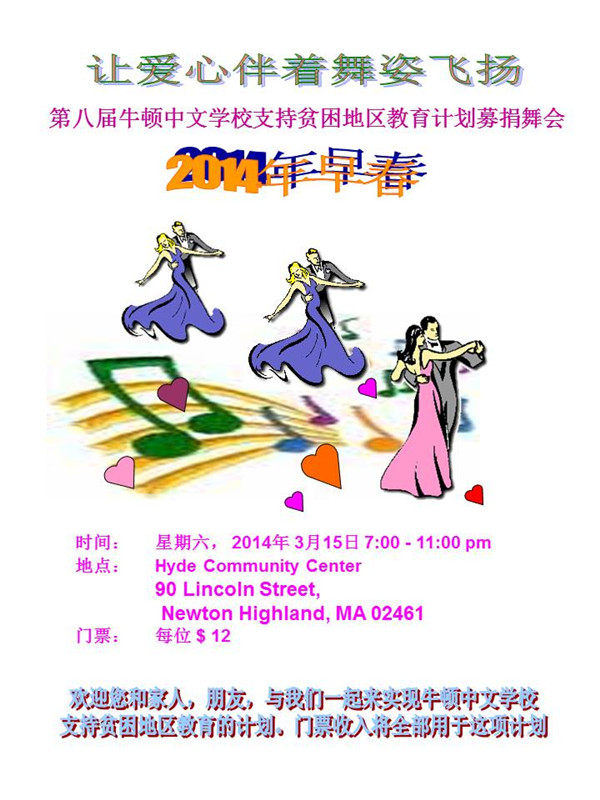 让爱心伴着舞姿飞扬
第八届牛顿中文学校支持贫困地区教育计划募捐舞会
2014年早春
时间： 星期六， 2014年 3月15日 7:00 - 11:00 pm
地点： Hyde Community Center
90 Lincoln Street,
Newton Highland, MA 02461
门票： 每位 $ 12
欢迎您和家人，朋友，与我们一起来实现牛顿中文学校
支持贫困地区教育的计划。门票收入将全部用于这项计划